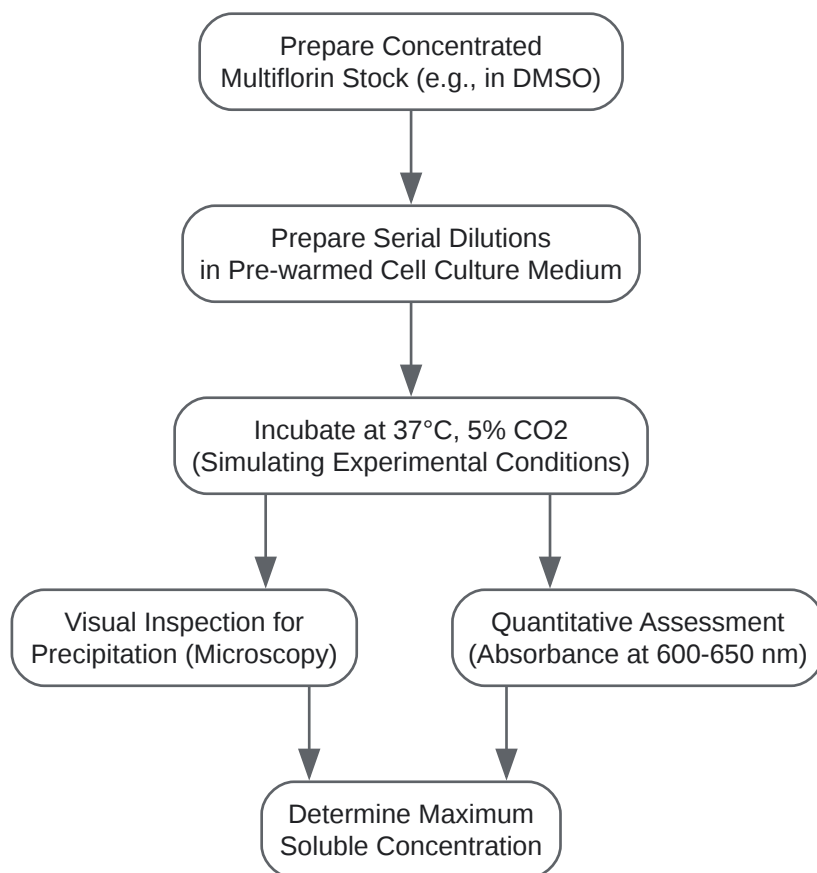 Prepare Concentrated
Multiflorin Stock (e.g., in DMSO)
Prepare Serial Dilutions
in Pre-warmed Cell Culture Medium
Incubate at 37°C, 5% CO2
(Simulating Experimental Conditions)
Visual Inspection for
Precipitation (Microscopy)
Quantitative Assessment
(Absorbance at 600-650 nm)
Determine Maximum
Soluble Concentration